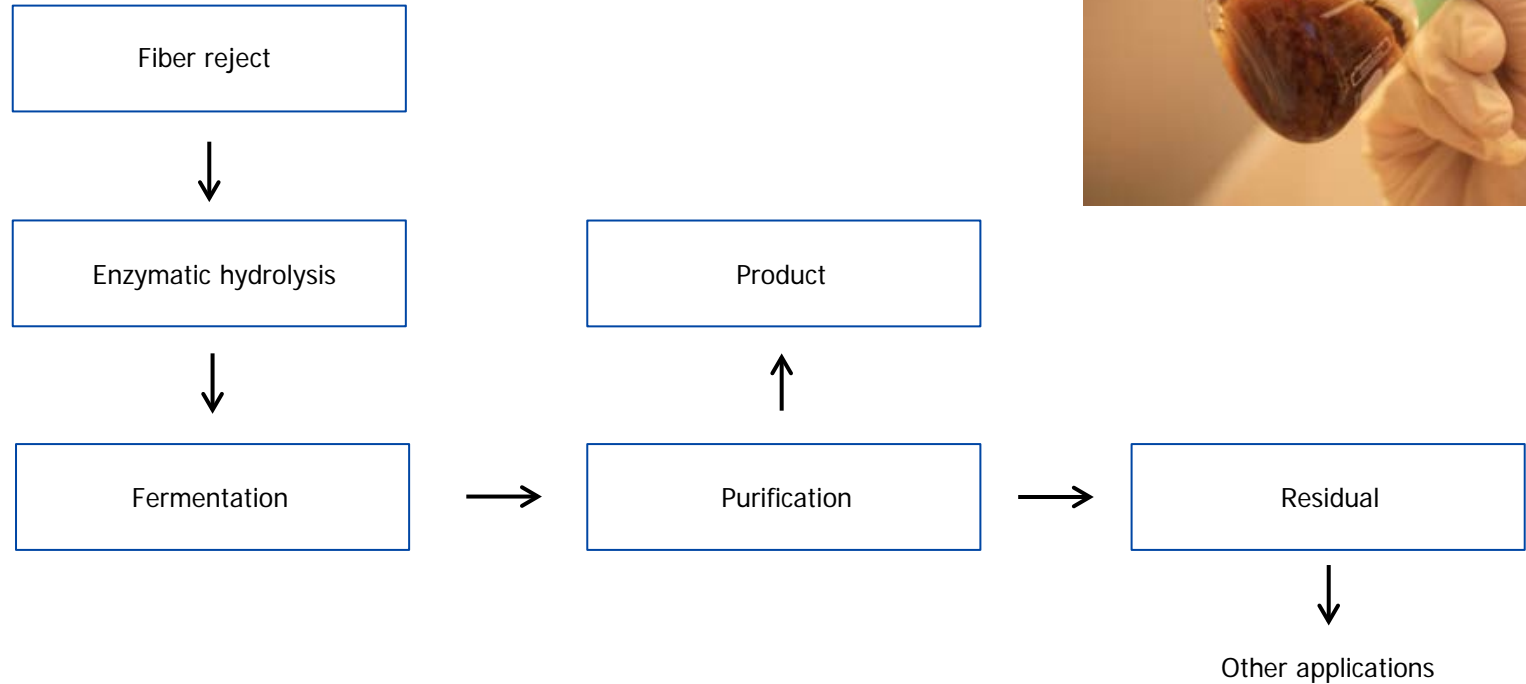 Fiber reject
Enzymatic hydrolysis
Product
Fermentation
Purification
Residual
Other applications